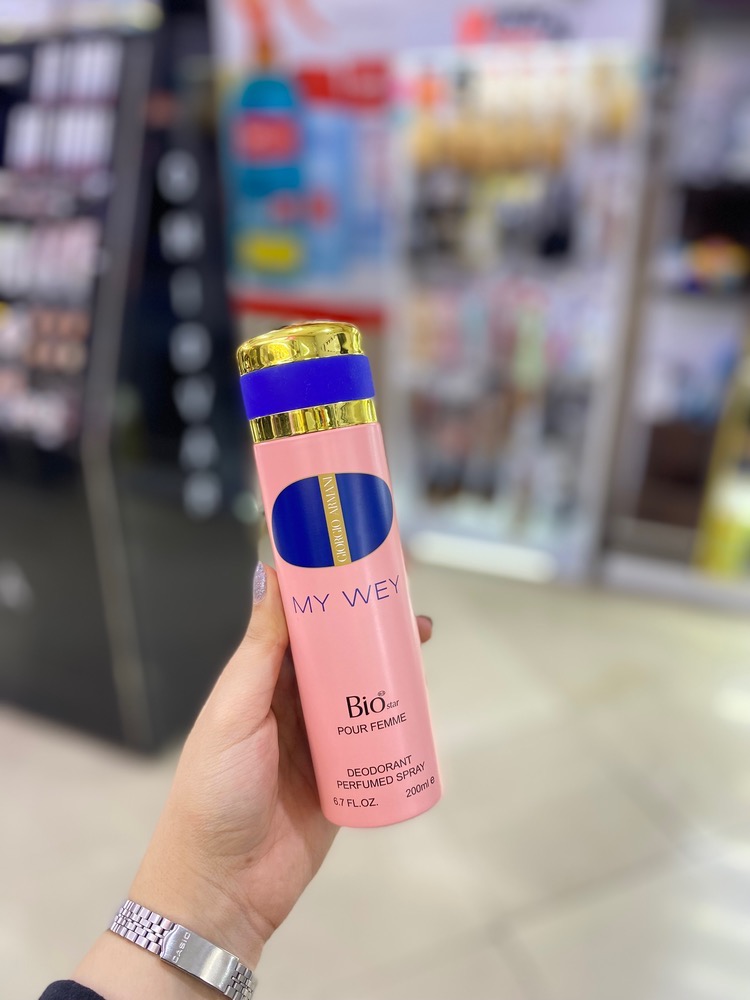 GIORGIO ARMANI
MY WEY
Bio star
POUR FEMME
DEODORANT
PERFUMED SPRAY
6.7 FL.OZ. 200ml e
CASIO